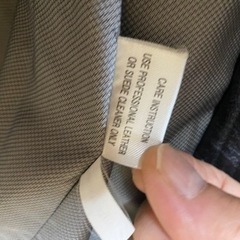 CARE INSTRUCTION
USE PROFESSIONAL LEATHER
OR SUEDE CLEANER ONLY